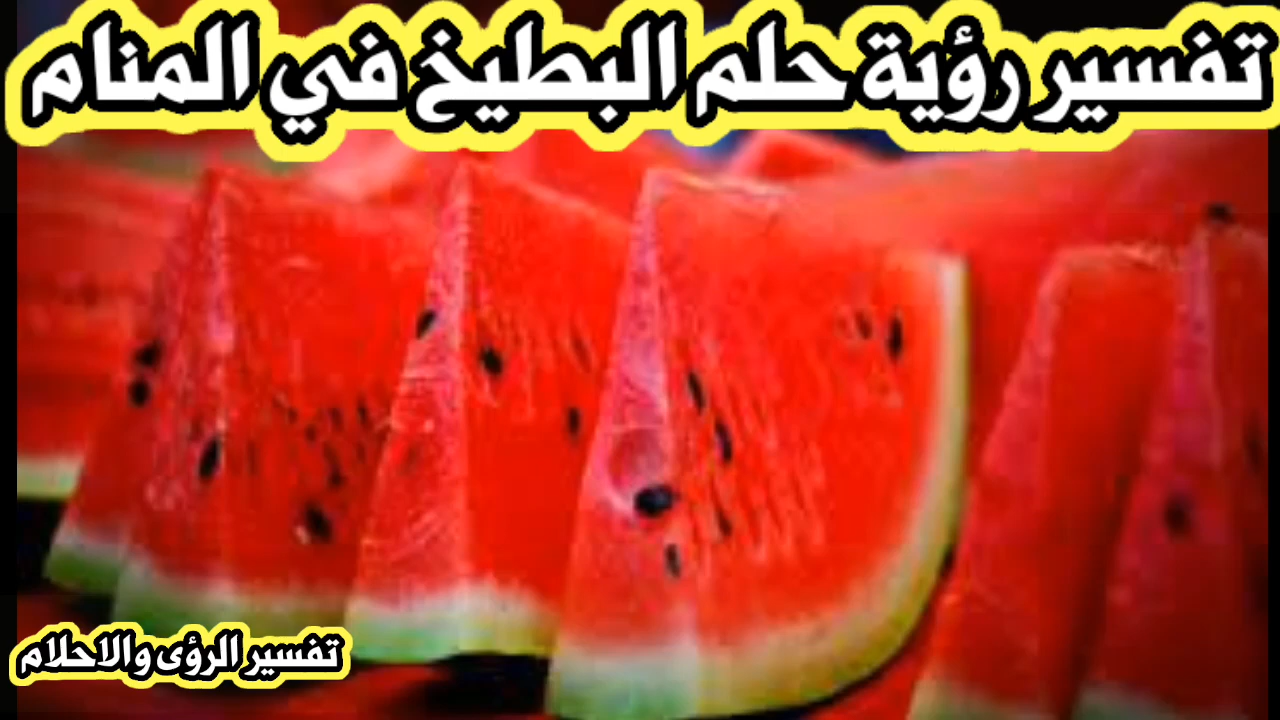 تفسير رؤية حلم البطيخ في المنام
تفسير الرؤى والاحلام